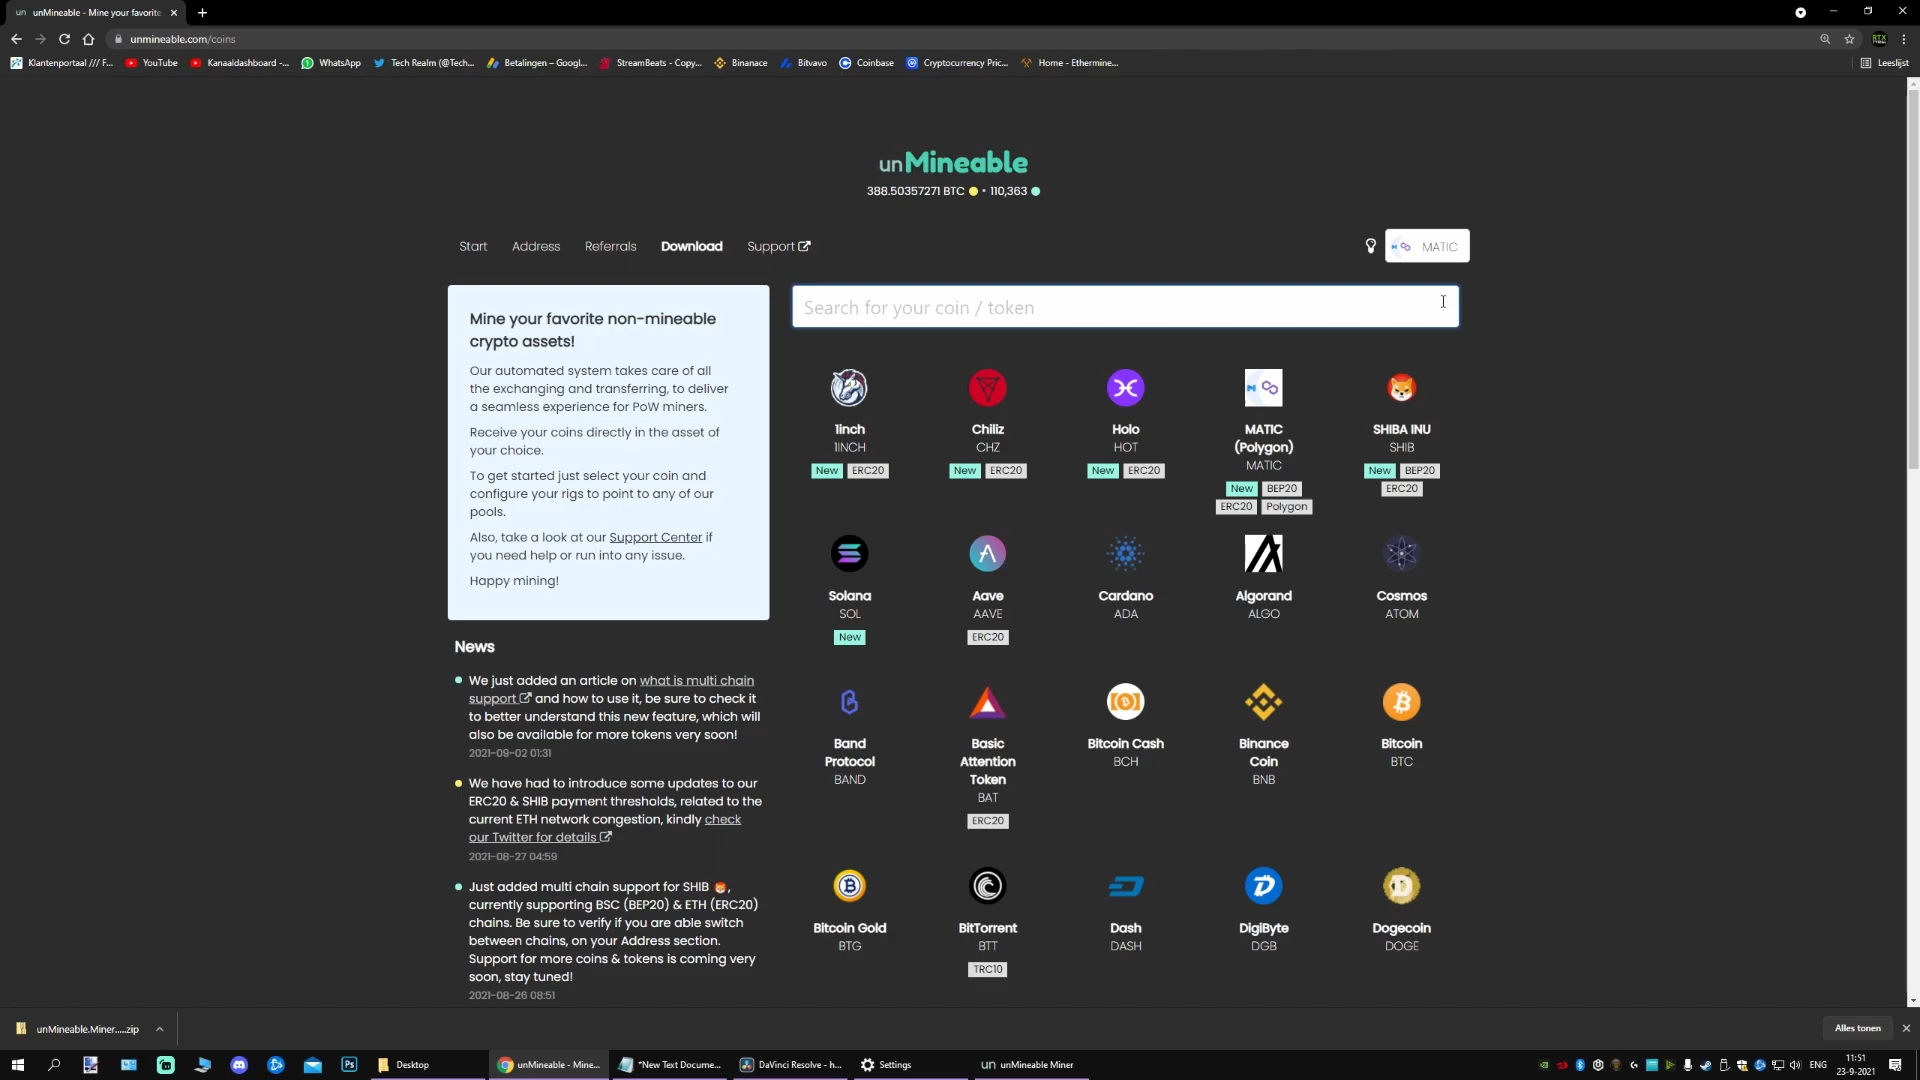 un unMineable - Mine your favorite
unmineable.com/coins
Klantenportaal /// F...
YouTube
Kanaaldashboard -...
WhatsApp
Tech Realm (@Tech...
Betalingen – Googl...
StreamBeats - Copy...
Binanace
Bitvavo
Coinbase
Cryptocurrency Pric...
Home - Ethermine...
Leeslijst
unMineable
388.50357271 BTC • 110,363
Start
Address
Referrals
Download
Support
MATIC
Mine your favorite non-mineable
crypto assets!
Our automated system takes care of all
the exchanging and transferring, to deliver
a seamless experience for PoW miners.
Receive your coins directly in the asset of
your choice.
To get started just select your coin and
configure your rigs to point to any of our
pools.
Also, take a look at our Support Center if
you need help or run into any issue.
Happy mining!
News
We just added an article on what is multi chain
support and how to use it, be sure to check it
to better understand this new feature, which will
also be available for more tokens very soon!
2021-09-02 01:31
We have had to introduce some updates to our
ERC20 & SHIB payment thresholds, related to the
current ETH network congestion, kindly check
our Twitter for details
2021-08-27 04:59
Just added multi chain support for SHIB ,
currently supporting BSC (BEP20) & ETH (ERC20)
chains. Be sure to verify if you are able switch
between chains, on your Address section.
Support for more coins & tokens is coming very
soon, stay tuned!
2021-08-26 08:51
Search for your coin / token
1inch
1INCH
New ERC20
Chiliz
CHZ
New ERC20
Holo
HOT
New ERC20
MATIC
(Polygon)
MATIC
New BEP20
ERC20 Polygon
SHIBA INU
SHIB
New BEP20
ERC20
Solana
SOL
New
Aave
AAVE
ERC20
Cardano
ADA
Algorand
ALGO
Cosmos
ATOM
Band
Protocol
BAND
Basic
Attention
Token
BAT
ERC20
Bitcoin Cash
BCH
Binance
Coin
BNB
Bitcoin
BTC
Bitcoin Gold
BTG
BitTorrent
BTT
TRC10
Dash
DASH
DigiByte
DGB
Dogecoin
DOGE
unMineable.Miner.....zip
Alles tonen
Ps
Desktop
unMineable - Mine...
*New Text Docume...
DaVinci Resolve - h...
Settings
un unMineable Miner
ENG
11:51
23-9-2021